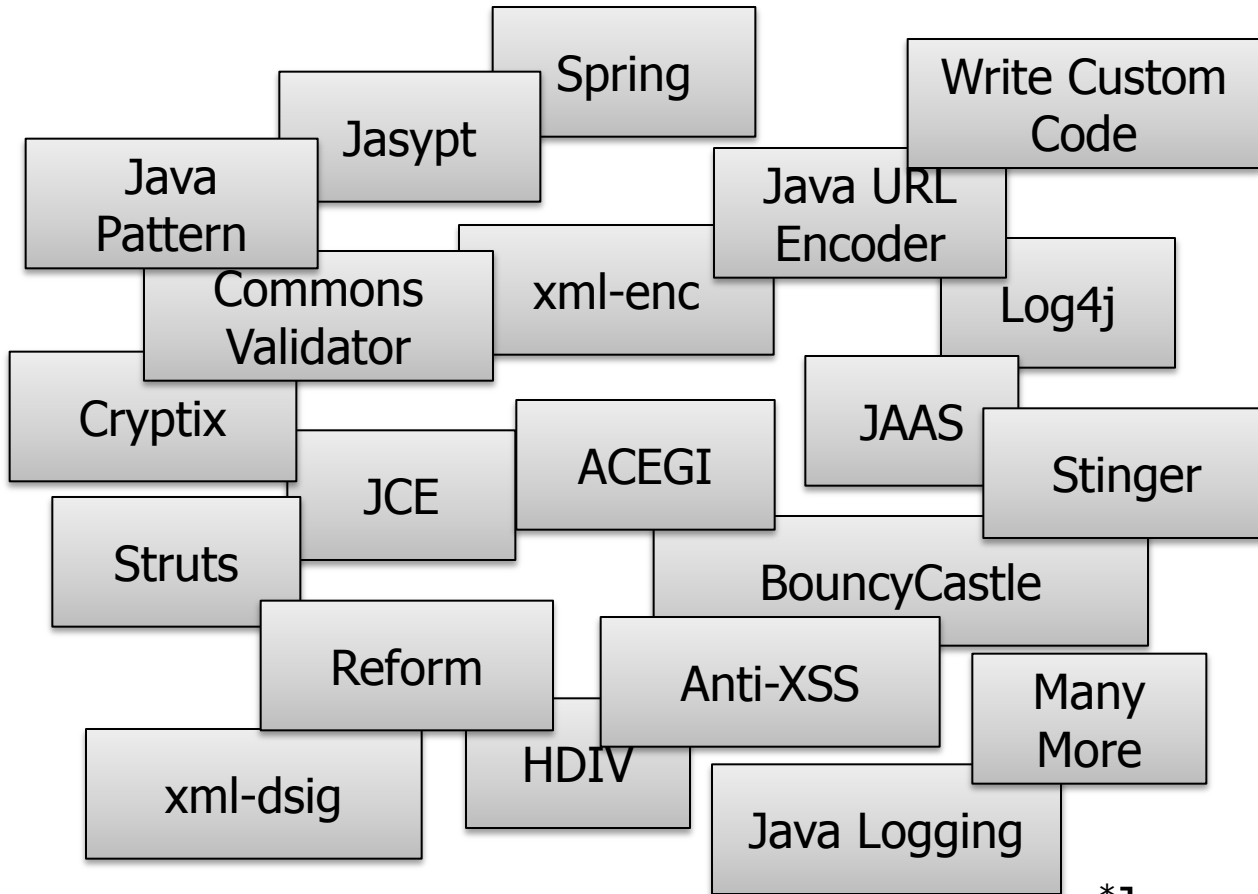 Spring
Write Custom
Code
Jasypt
Java
Pattern
Java URL
Encoder
Commons
Validator
xml-enc
Log4j
Cryptix
JAAS
ACEGI
Stinger
JCE
Struts
BouncyCastle
Reform
Anti-XSS
Many
More
HDIV
xml-dsig
Java Logging